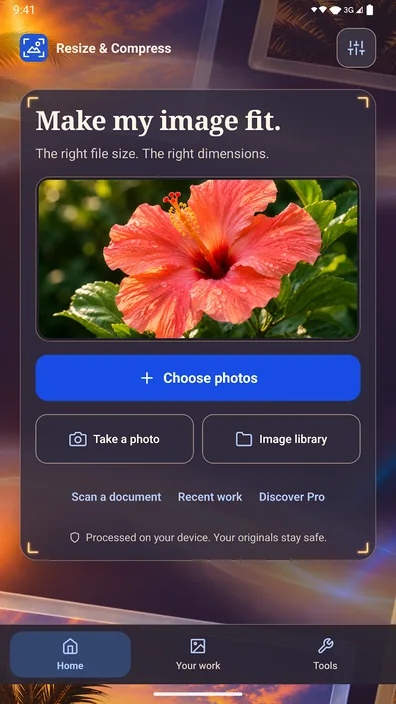 9:41
3G
Resize & Compress
Make my image fit.
The right file size. The right dimensions.
Choose photos
Take a photo
Image library
Scan a document
Recent work
Discover Pro
Processed on your device. Your originals stay safe.
Home
Your work
Tools